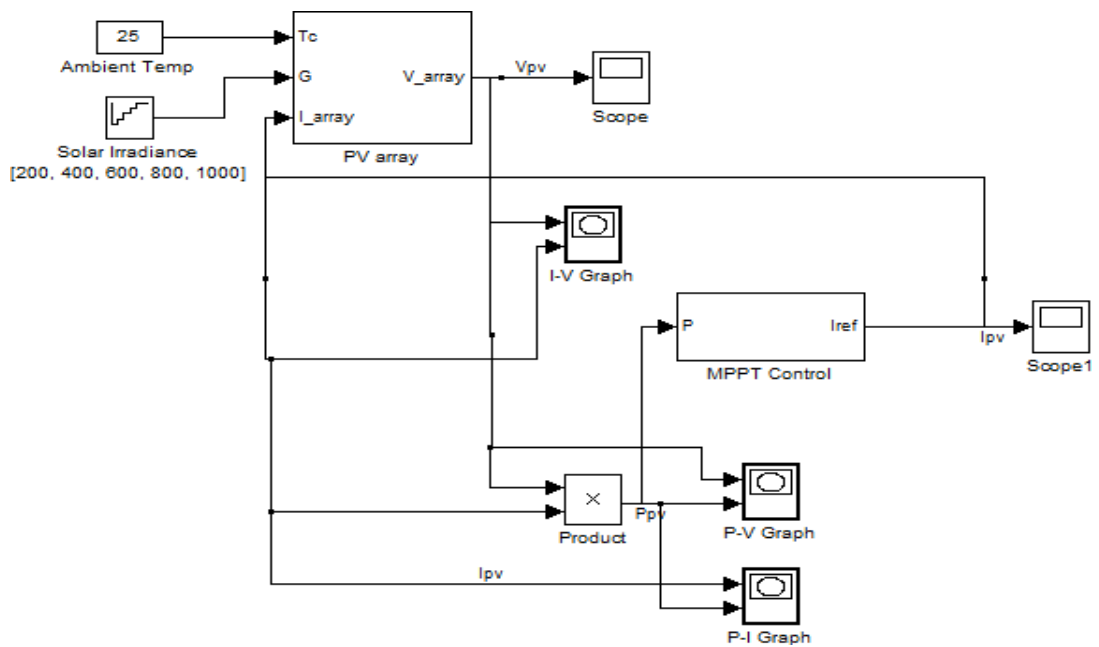 25
Ambient Temp
Solar Irradiance
[200, 400, 600, 800, 1000]
Tc
G
I_array
V_array
PV array
Vpv
Scope
I-V Graph
P
Iref
MPPT Control
Ipv
Scope1
×
Product
Ppv
P-V Graph
Ipv
P-I Graph